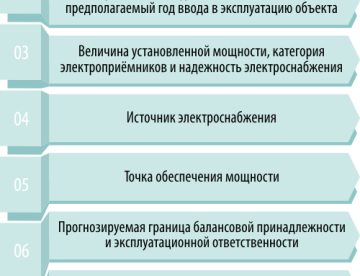 предполагаемый год ввода в эксплуатацию объекта
03
Величина установленной мощности, категория
электроприёмников и надежность электроснабжения
04
Источник электроснабжения
05
Точка обеспечения мощности
06
Прогнозируемая граница балансовой принадлежности
и эксплуатационной ответственности